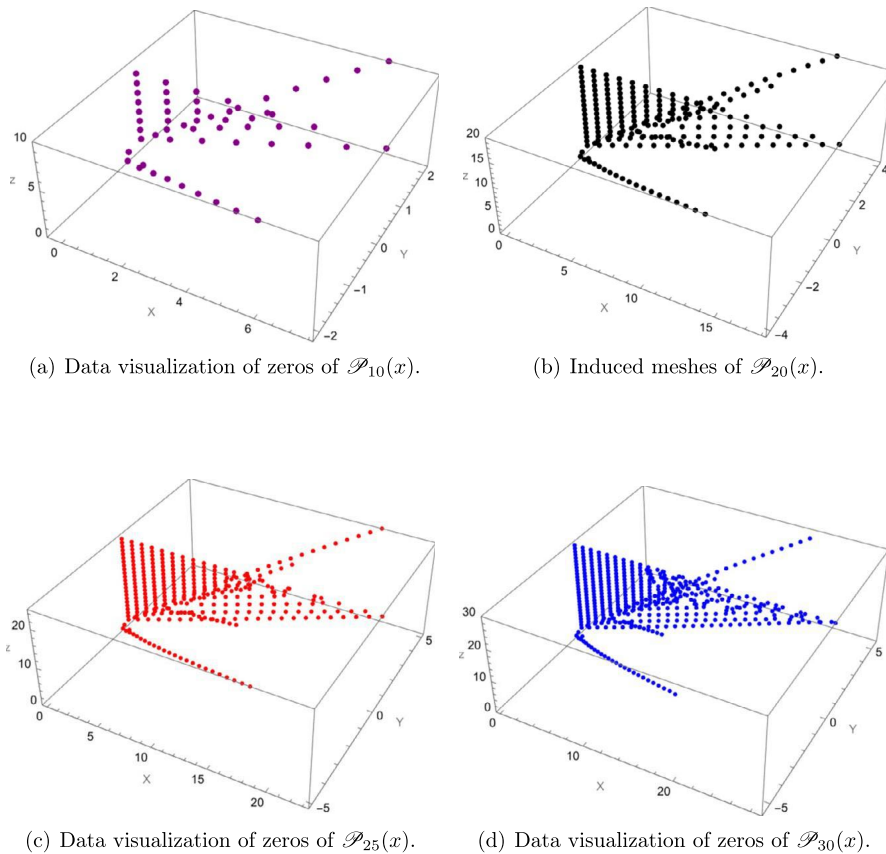 10
5
z
0
0
2
4
6
X
−2
−1
0
1
2
Y
(a) Data visualization of zeros of 𝒫10(x).
20
15
10
5
0
z
0
5
10
15
X
−4
−2
0
2
4
Y
(b) Induced meshes of 𝒫20(x).
20
10
0
z
0
5
10
15
20
X
−5
0
5
Y
(c) Data visualization of zeros of 𝒫25(x).
30
20
10
0
z
0
10
20
X
−5
0
5
Y
(d) Data visualization of zeros of 𝒫30(x).